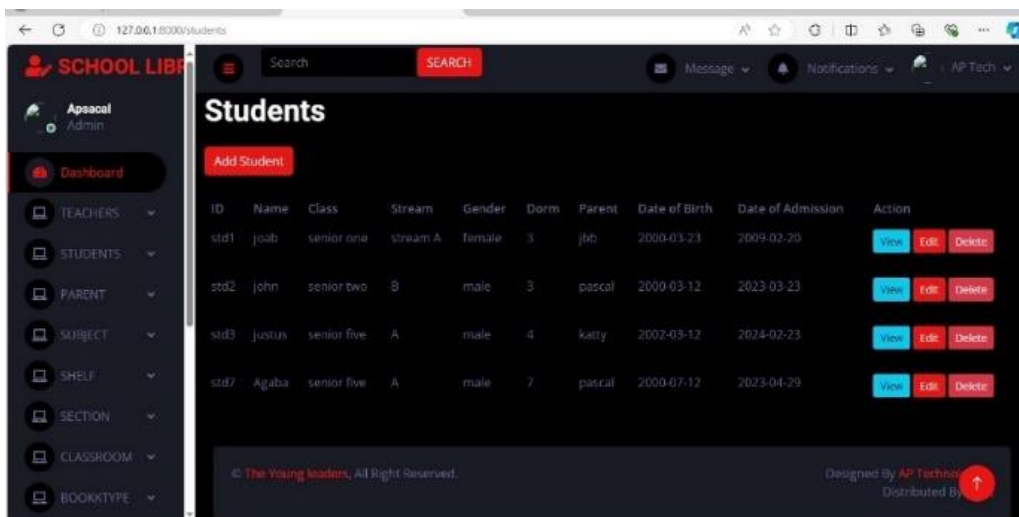 127.0.0.1:8000/students
SCHOOL LIBR
Search SEARCH Message Notifications AP Tech
Apsacal
Admin
Students
Add Student
Dashboard
TEACHERS
STUDENTS
PARENT
SUBJECT
SHELF
SECTION
CLASSROOM
BOOKKTYPE
ID Name Class Stream Gender Dorm Parent Date of Birth Date of Admission Action
std1 joab senior one stream A female 3 jbb 2000-03-23 2009-02-20 View Edit Delete
std2 john senior two B male 3 pascal 2000-03-12 2023-03-23 View Edit Delete
std3 justus senior five A male 4 katty 2002-03-12 2024-02-23 View Edit Delete
std7 Agaba senior five A male 7 pascal 2000-07-12 2023-04-29 View Edit Delete
© The Young leaders, All Right Reserved.
Designed By AP Techno
Distributed By